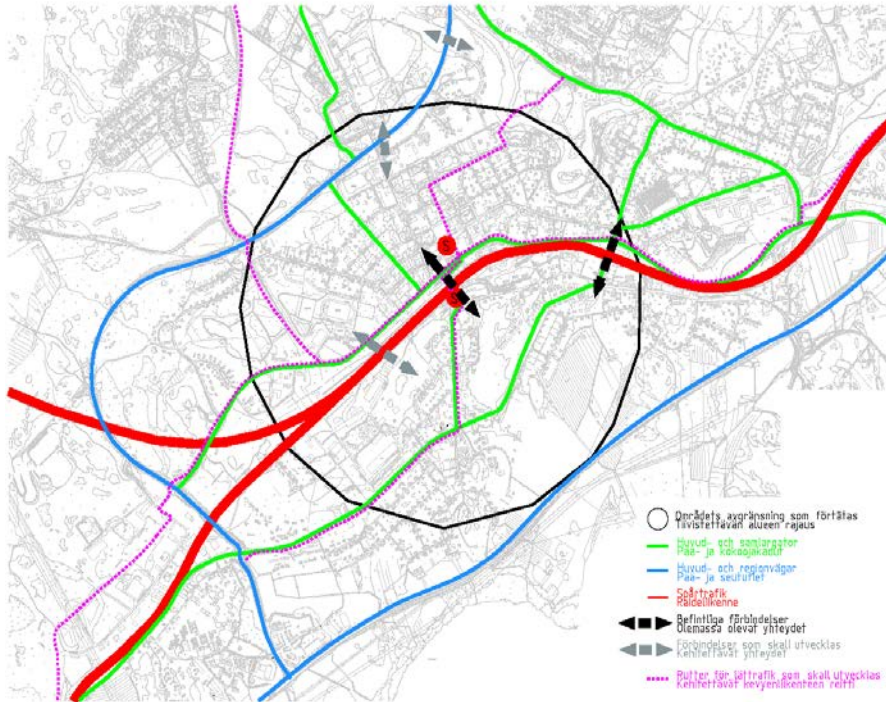 S
S
Områdets avgränsning som förtätas
Tiivistettävän alueen rajaus
Huvud- och samlargator
Pää- ja kokoojakadut
Huvud- och regionvägar
Pää- ja seututiet
Spårtrafik
Raideliikenne
Befintliga förbindelser
Olemassa olevat yhteydet
Förbindelser som skall utvecklas
Kehitettävät yhteydet
Rutter för lättrafik som skall utvecklas
Kehitettävät kevyenliikenteen reitti